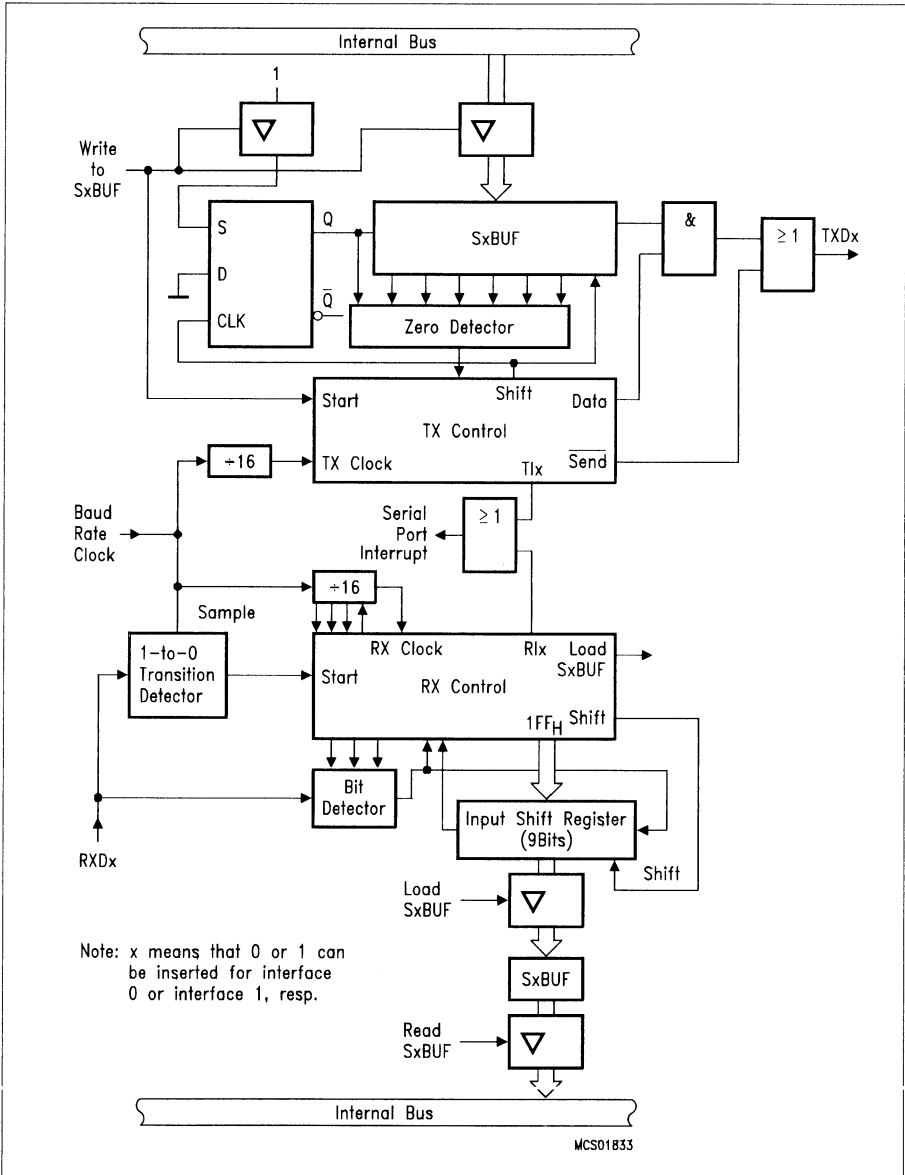 Internal Bus
1
Write
to
SxBUF
S
D
CLK
Q
Q̅
SxBUF
&
≥1
TXDx
Zero Detector
Shift
Start
Data
TX Control
÷16
TX Clock
TIx
S̅e̅n̅d̅
Baud
Rate
Clock
Serial
Port
Interrupt
≥1
÷16
Sample
1-to-0
Transition
Detector
RX Clock
RIx
Load
SxBUF
Start
RX Control
1FFH
Shift
Bit
Detector
Input Shift Register
(9Bits)
RXDx
Shift
Load
SxBUF
Note: x means that 0 or 1 can
be inserted for interface
0 or interface 1, resp.
SxBUF
Read
SxBUF
Internal Bus
MCS01833